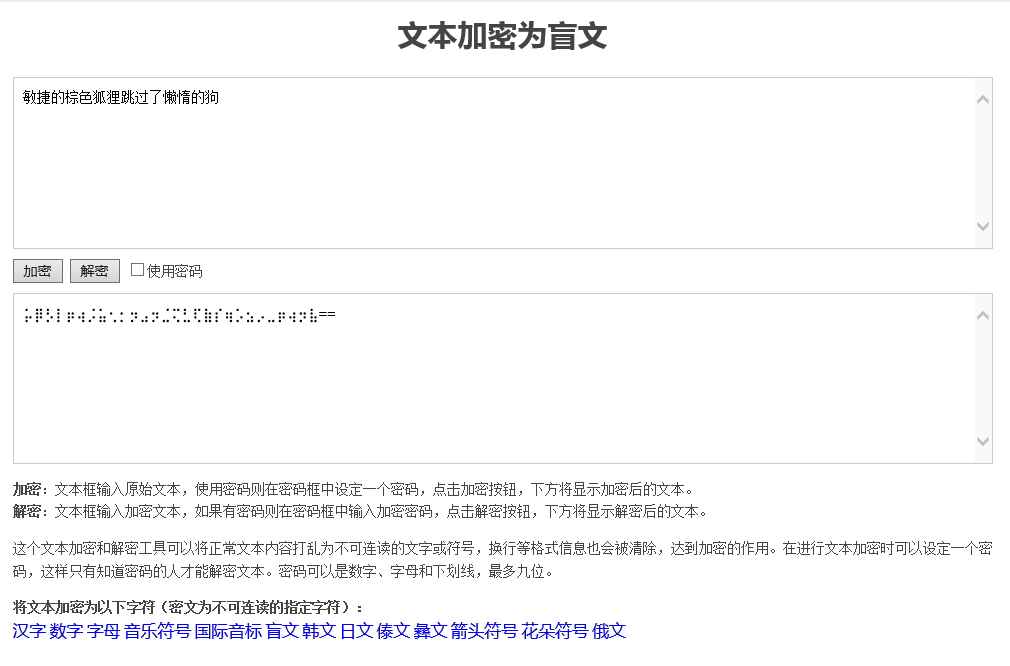 文本加密为盲文
敏捷的棕色狐狸跳过了懒惰的狗
加密 解密 使用密码
加密：文本框输入原始文本，使用密码则在密码框中设定一个密码，点击加密按钮，下方将显示加密后的文本。
解密：文本框输入加密文本，如果有密码则在密码框中输入加密密码，点击解密按钮，下方将显示解密后的文本。
这个文本加密和解密工具可以将正常文本内容打乱为不可连读的文字或符号，换行等格式信息也会被清除，达到加密的作用。在进行文本加密时可以设定一个密
码，这样只有知道密码的人才能解密文本。密码可以是数字、字母和下划线，最多九位。
将文本加密为以下字符（密文为不可连读的指定字符）：
汉字 数字 字母 音乐符号 国际音标 盲文 韩文 日文 傣文 彝文 箭头符号 花朵符号 俄文